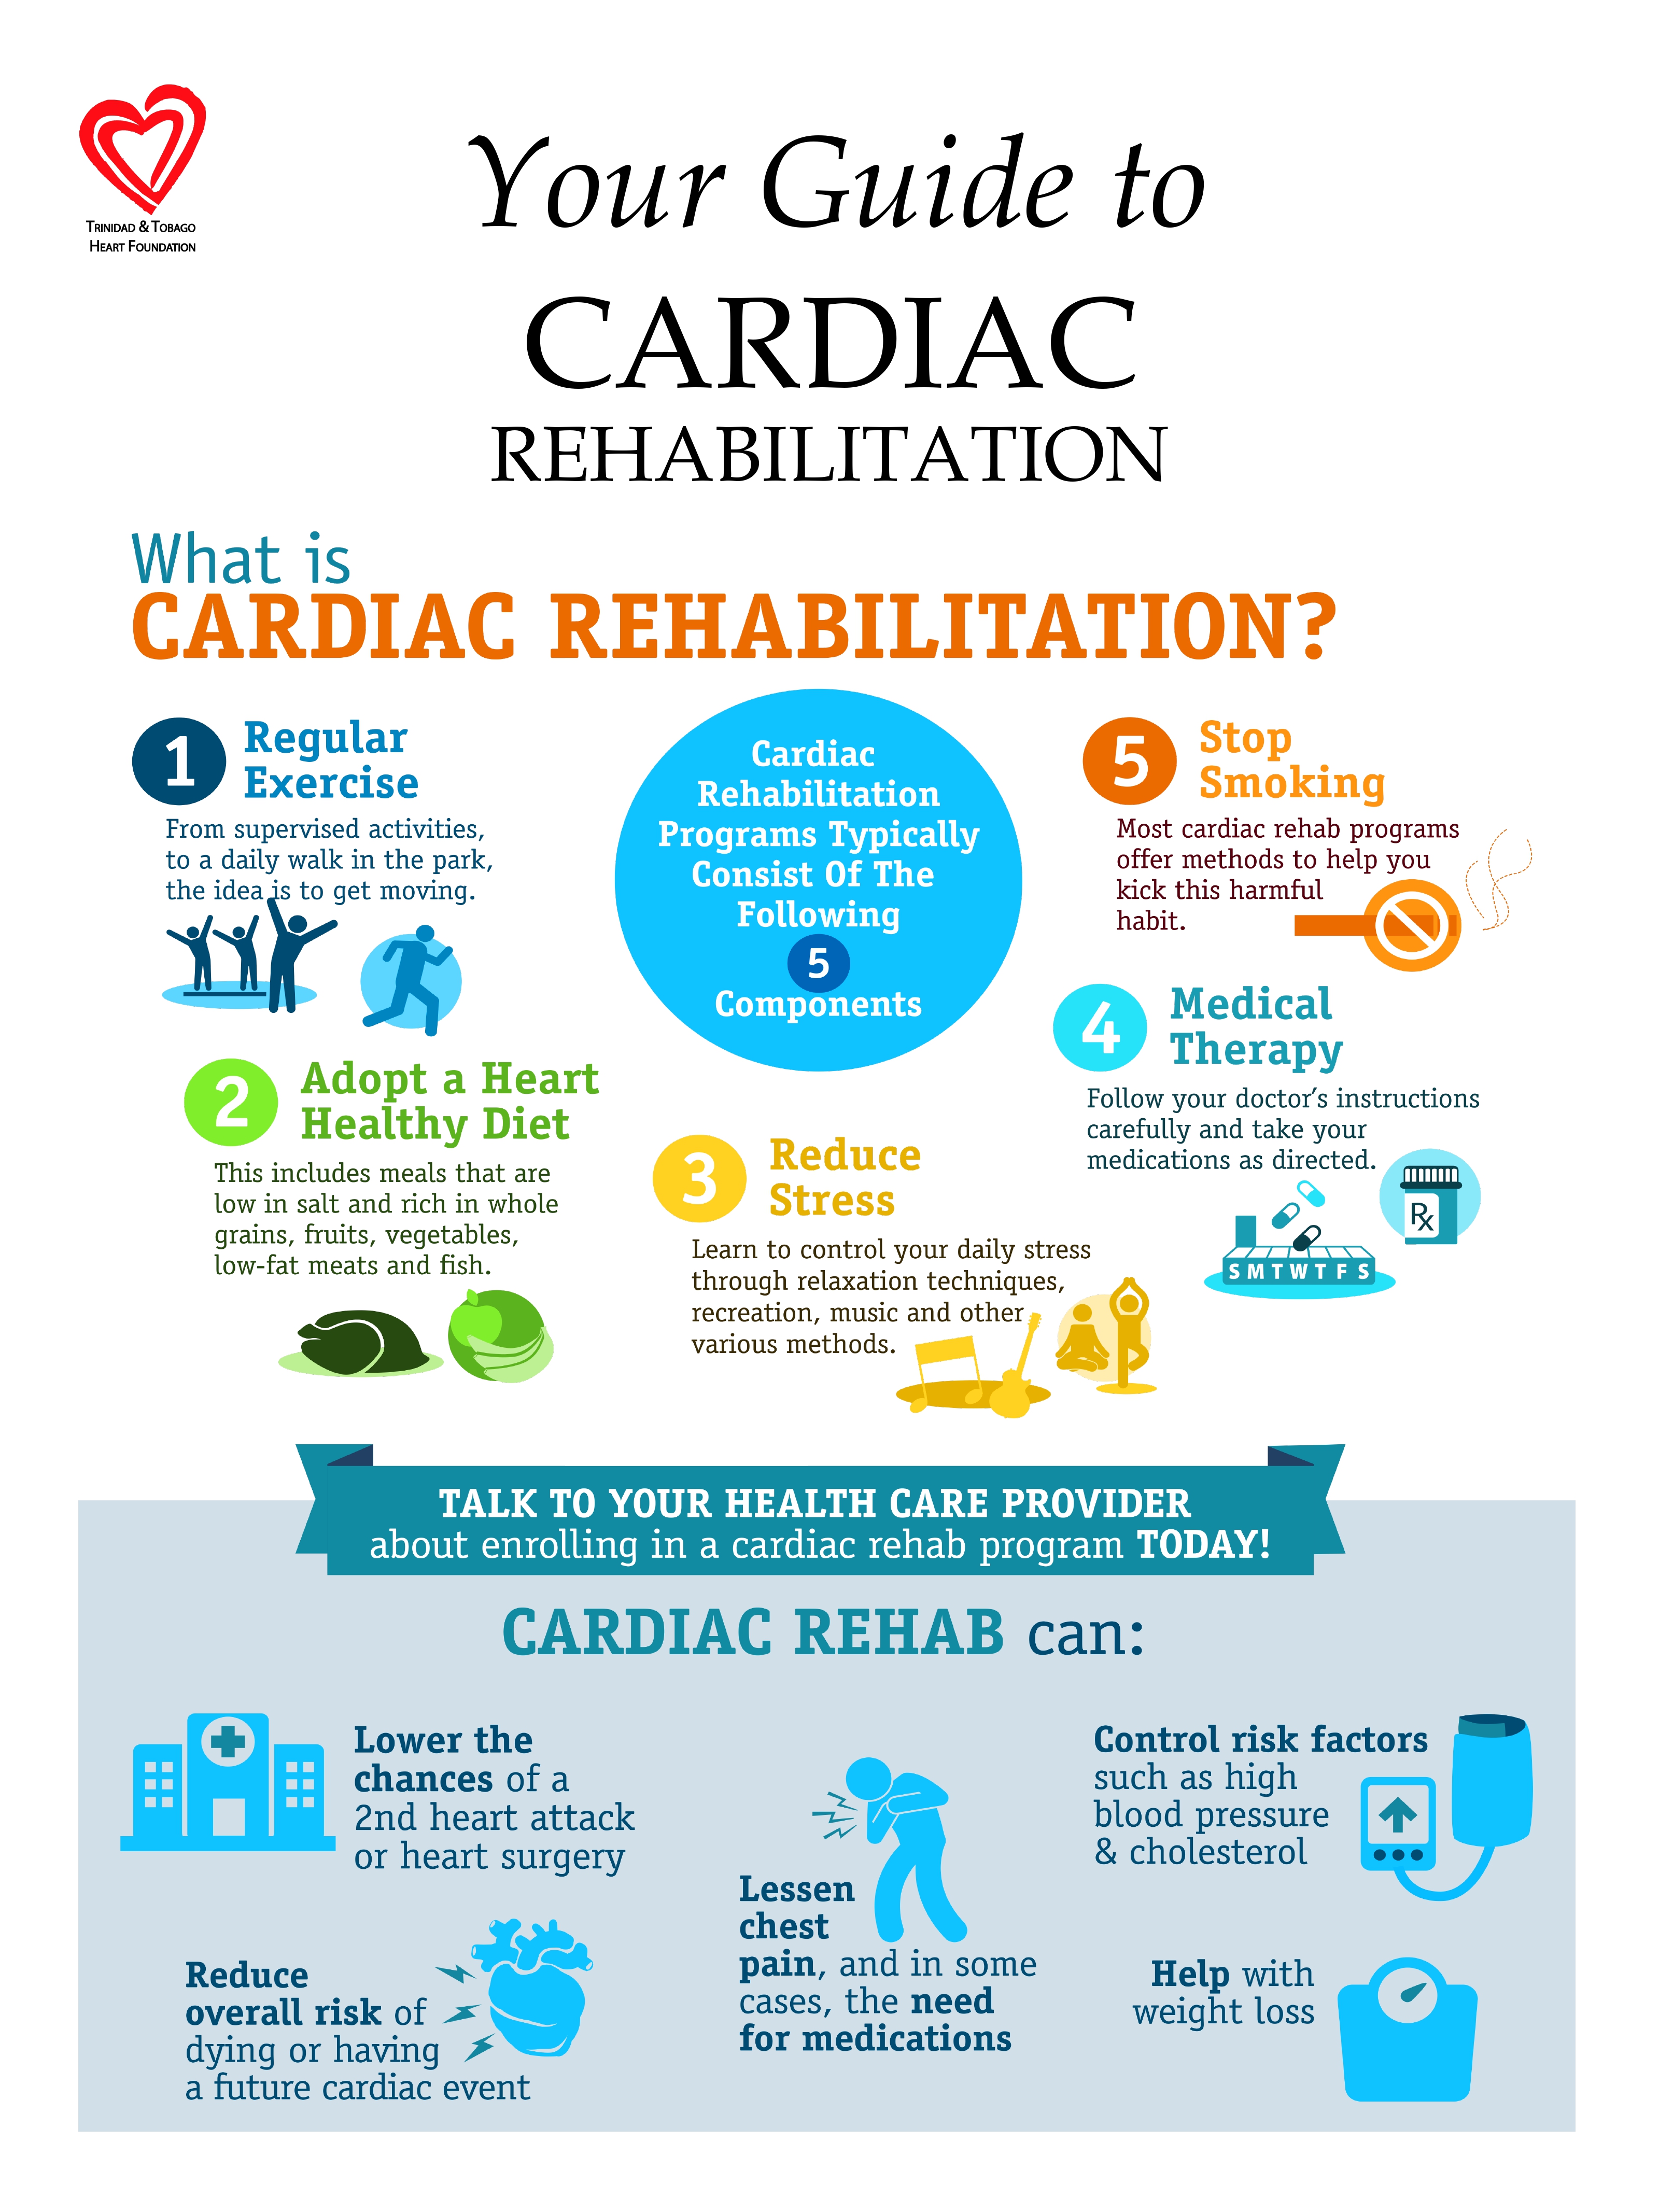 TRINIDAD & TOBAGO
HEART FOUNDATION
Your Guide to
CARDIAC
REHABILITATION
What is
CARDIAC REHABILITATION?
1
Regular
Exercise
From supervised activities,
to a daily walk in the park,
the idea is to get moving.
2
Adopt a Heart
Healthy Diet
This includes meals that are
low in salt and rich in whole
grains, fruits, vegetables,
low-fat meats and fish.
Cardiac
Rehabilitation
Programs Typically
Consist Of The
Following
5
Components
3
Reduce
Stress
Learn to control your daily stress
through relaxation techniques,
recreation, music and other
various methods.
5
Stop
Smoking
Most cardiac rehab programs
offer methods to help you
kick this harmful
habit.
4
Medical
Therapy
Follow your doctor's instructions
carefully and take your
medications as directed.
Rx
S M T W T F S
TALK TO YOUR HEALTH CARE PROVIDER
about enrolling in a cardiac rehab program TODAY!
CARDIAC REHAB can:
Lower the
chances of a
2nd heart attack
or heart surgery
Reduce
overall risk of
dying or having
a future cardiac event
Lessen
chest
pain, and in some
cases, the need
for medications
Control risk factors
such as high
blood pressure
& cholesterol
Help with
weight loss